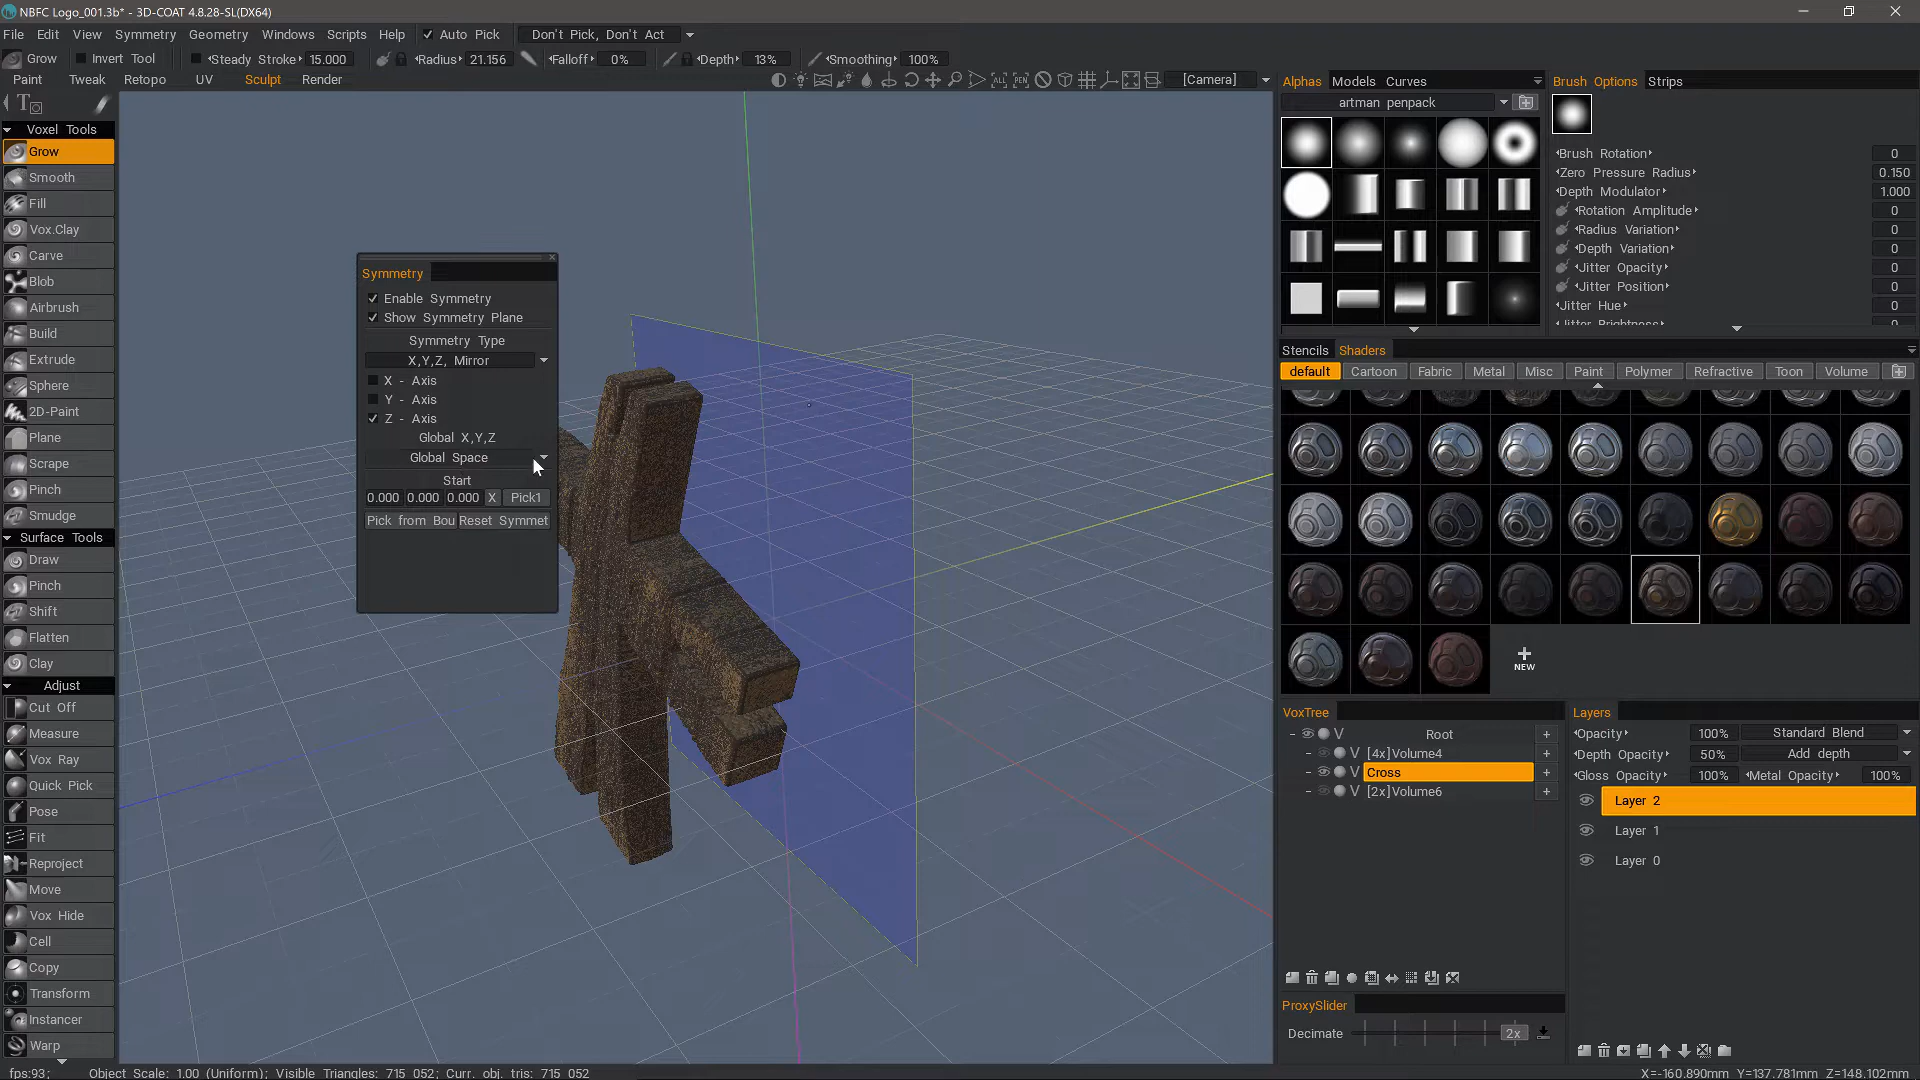 NBFC Logo_001.3b* - 3D-COAT 4.8.28-SL(DX64)
File Edit View Symmetry Geometry Windows Scripts Help Auto Pick Don't Pick, Don't Act
Grow Invert Tool Steady Stroke 15.000 Radius 21.156 Falloff 0% Depth 13% Smoothing 100%
Paint Tweak Retopo UV Sculpt Render [Camera]
Voxel Tools
Grow
Smooth
Fill
Vox.Clay
Carve
Blob
Airbrush
Build
Extrude
Sphere
2D-Paint
Plane
Scrape
Pinch
Smudge
Surface Tools
Draw
Pinch
Shift
Flatten
Clay
Adjust
Cut Off
Measure
Vox Ray
Quick Pick
Pose
Fit
Reproject
Move
Vox Hide
Cell
Copy
Transform
Instancer
Warp
Symmetry
Enable Symmetry
Show Symmetry Plane
Symmetry Type
X,Y,Z, Mirror
X - Axis
Y - Axis
Z - Axis
Global X,Y,Z
Global Space
Start
0.000 0.000 0.000 X Pick1
Pick from Bou Reset Symmet
Alphas Models Curves
artman penpack
Brush Options Strips
Brush Rotation 0
Zero Pressure Radius 0.150
Depth Modulator 1.000
Rotation Amplitude 0
Radius Variation 0
Depth Variation 0
Jitter Opacity 0
Jitter Position 0
Jitter Hue 0
Jitter Brightness 0
Stencils Shaders
default Cartoon Fabric Metal Misc Paint Polymer Refractive Toon Volume
NEW
VoxTree
V Root +
V [4x]Volume4 +
V Cross +
V [2x]Volume6 +
ProxySlider
Decimate 2x
Layers
Opacity 100% Standard Blend
Depth Opacity 50% Add depth
Gloss Opacity 100% Metal Opacity 100%
Layer 2
Layer 1
Layer 0
fps:93; Object Scale: 1.00 (Uniform); Visible Triangles: 715 052; Curr. obj. tris: 715 052 X=-160.890mm Y=137.781mm Z=148.102mm